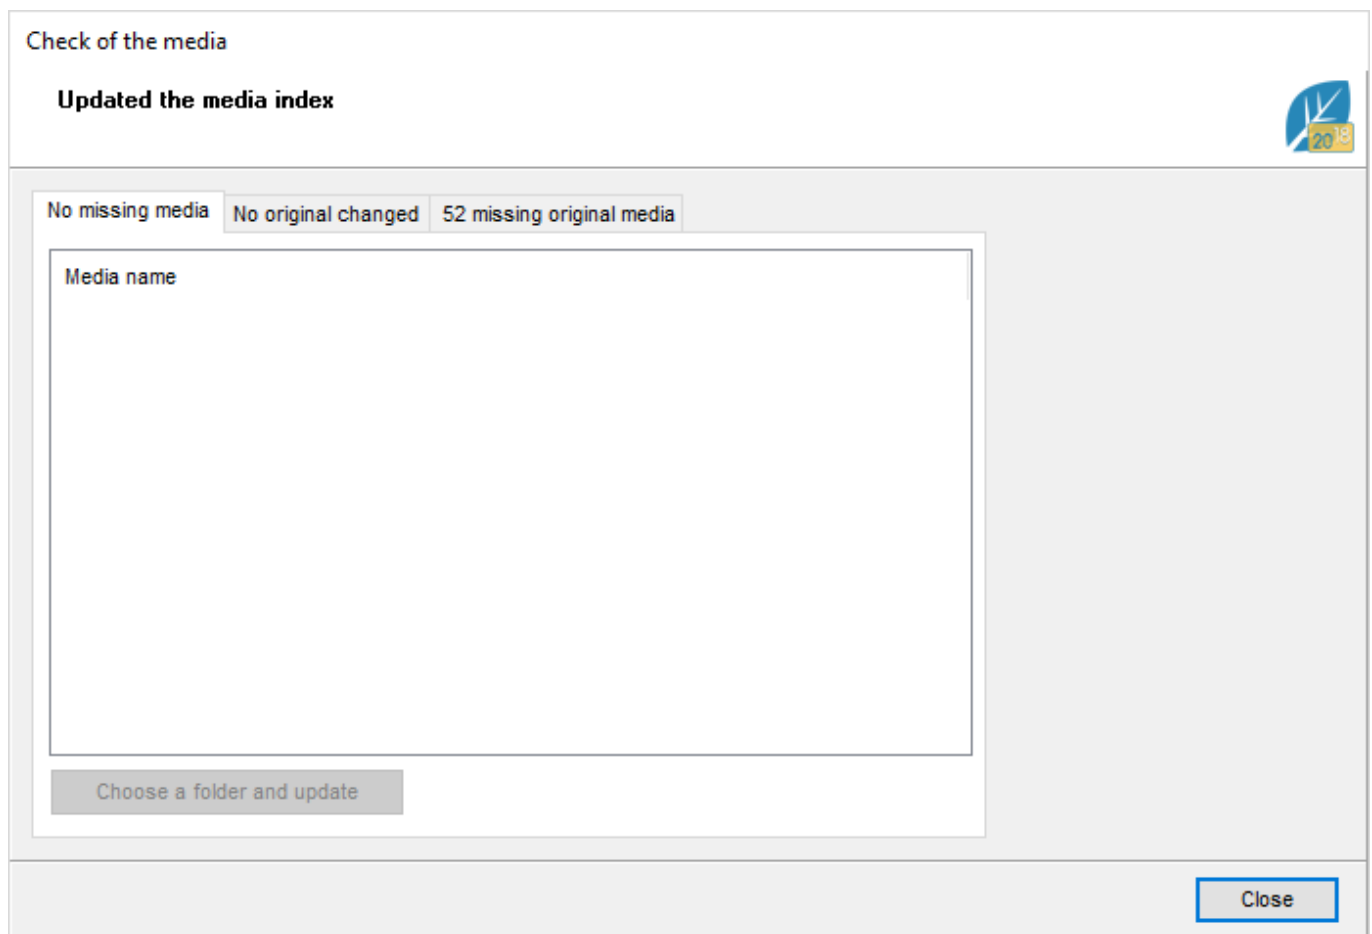 Check of the media
Updated the media index
2018
No missing media No original changed 52 missing original media
Media name
Choose a folder and update
Close